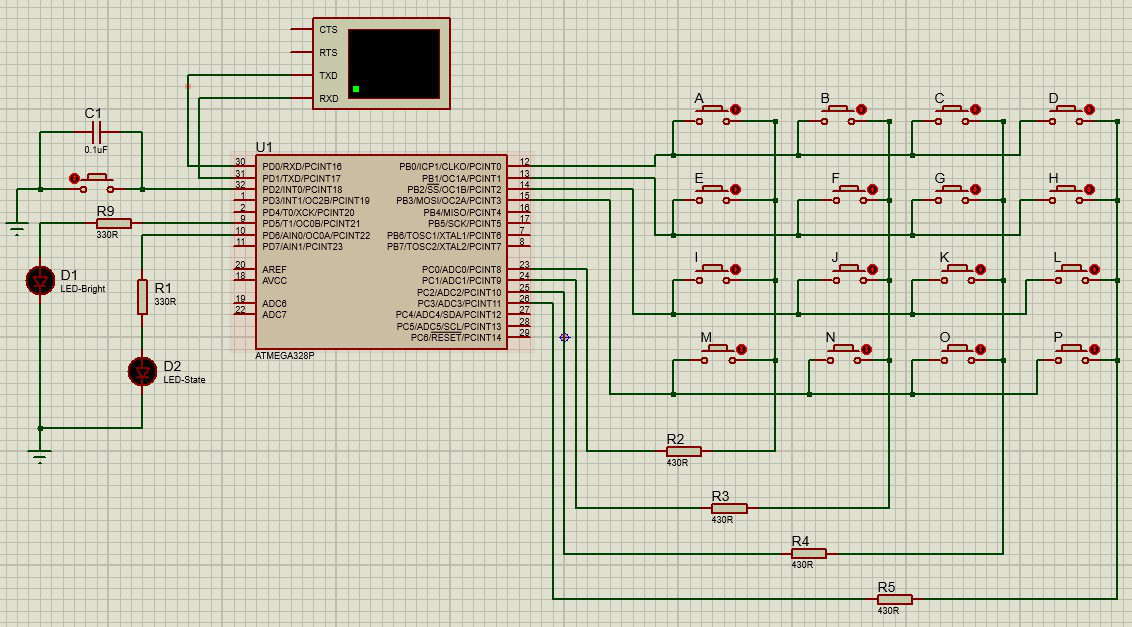 CTS
RTS
TXD
RXD
C1
0.1uF
R9
330R
D1
LED-Bright
R1
330R
D2
LED-State
U1
30 PD0/RXD/PCINT16
31 PD1/TXD/PCINT17
32 PD2/INT0/PCINT18
1 PD3/INT1/OC2B/PCINT19
2 PD4/T0/XCK/PCINT20
9 PD5/T1/OC0B/PCINT21
10 PD6/AIN0/OC0A/PCINT22
11 PD7/AIN1/PCINT23
20 AREF
18 AVCC
19 ADC6
22 ADC7
PB0/ICP1/CLKO/PCINT0 12
PB1/OC1A/PCINT1 13
PB2/SS/OC1B/PCINT2 14
PB3/MOSI/OC2A/PCINT3 15
PB4/MISO/PCINT4 16
PB5/SCK/PCINT5 17
PB6/TOSC1/XTAL1/PCINT6 7
PB7/TOSC2/XTAL2/PCINT7 8
PC0/ADC0/PCINT8 23
PC1/ADC1/PCINT9 24
PC2/ADC2/PCINT10 25
PC3/ADC3/PCINT11 26
PC4/ADC4/SDA/PCINT12 27
PC5/ADC5/SCL/PCINT13 28
PC6/RESET/PCINT14 29
ATMEGA328P
A B C D
E F G H
I J K L
M N O P
R2
430R
R3
430R
R4
430R
R5
430R